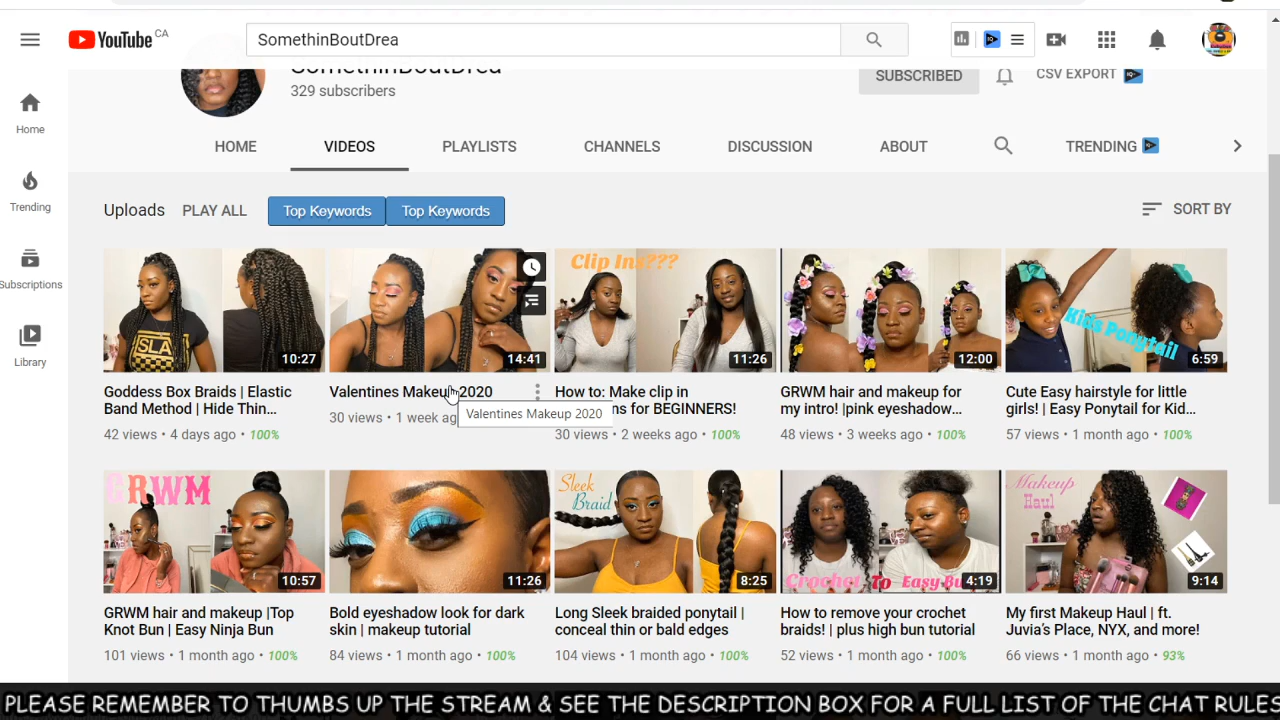 YouTube CA
SomethinBoutDrea
Home
Trending
Subscriptions
Library
SomethinBoutDrea
329 subscribers
SUBSCRIBED
CSV EXPORT
HOME
VIDEOS
PLAYLISTS
CHANNELS
DISCUSSION
ABOUT
TRENDING
Uploads
PLAY ALL
Top Keywords
Top Keywords
SORT BY
10:27
Goddess Box Braids | Elastic
Band Method | Hide Thin...
42 views • 4 days ago • 100%
14:41
Valentines Makeup 2020
30 views • 1 week ag
Valentines Makeup 2020
Clip Ins???
11:26
How to: Make clip in
ns for BEGINNERS!
30 views • 2 weeks ago • 100%
12:00
GRWM hair and makeup for
my intro! |pink eyeshadow...
48 views • 3 weeks ago • 100%
Kids Ponytail
6:59
Cute Easy hairstyle for little
girls! | Easy Ponytail for Kid...
57 views • 1 month ago • 100%
GRWM
10:57
GRWM hair and makeup |Top
Knot Bun | Easy Ninja Bun
101 views • 1 month ago • 100%
11:26
Bold eyeshadow look for dark
skin | makeup tutorial
84 views • 1 month ago • 100%
Sleek
Braid
8:25
Long Sleek braided ponytail |
conceal thin or bald edges
104 views • 1 month ago • 100%
Crochet To Easy Bu
4:19
How to remove your crochet
braids! | plus high bun tutorial
52 views • 1 month ago • 100%
Makeup
Haul
9:14
My first Makeup Haul | ft.
Juvia's Place, NYX, and more!
66 views • 1 month ago • 93%
PLEASE REMEMBER TO THUMBS UP THE STREAM & SEE THE DESCRIPTION BOX FOR A FULL LIST OF THE CHAT RULES